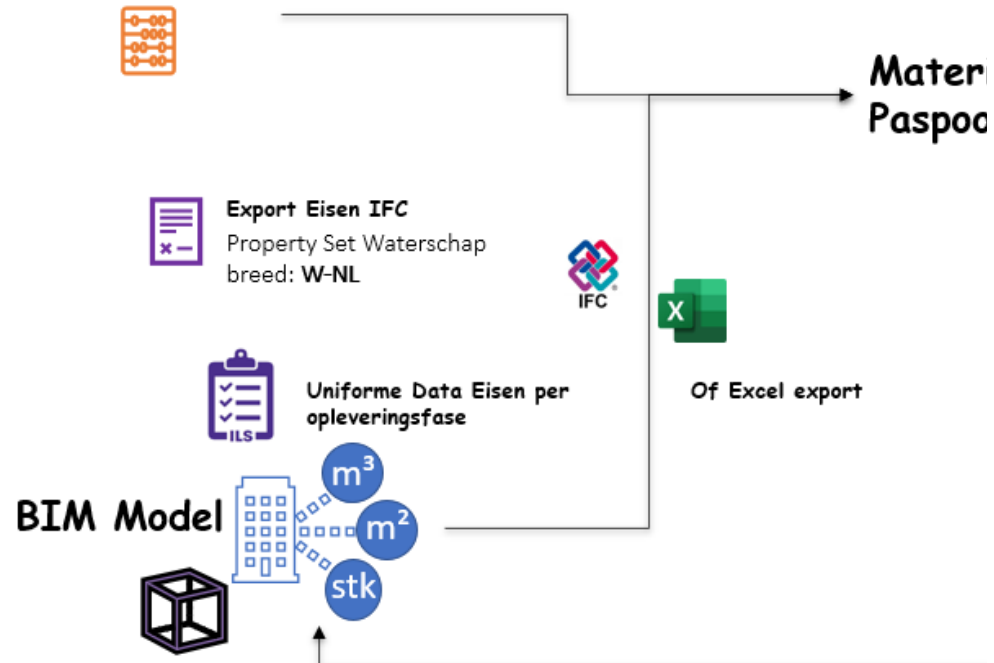 Export Eisen IFC
Property Set Waterschap
breed: W-NL
IFC
X
Uniforme Data Eisen per
opleveringsfase
ILS
Of Excel export
m³
BIM Model
m²
stk